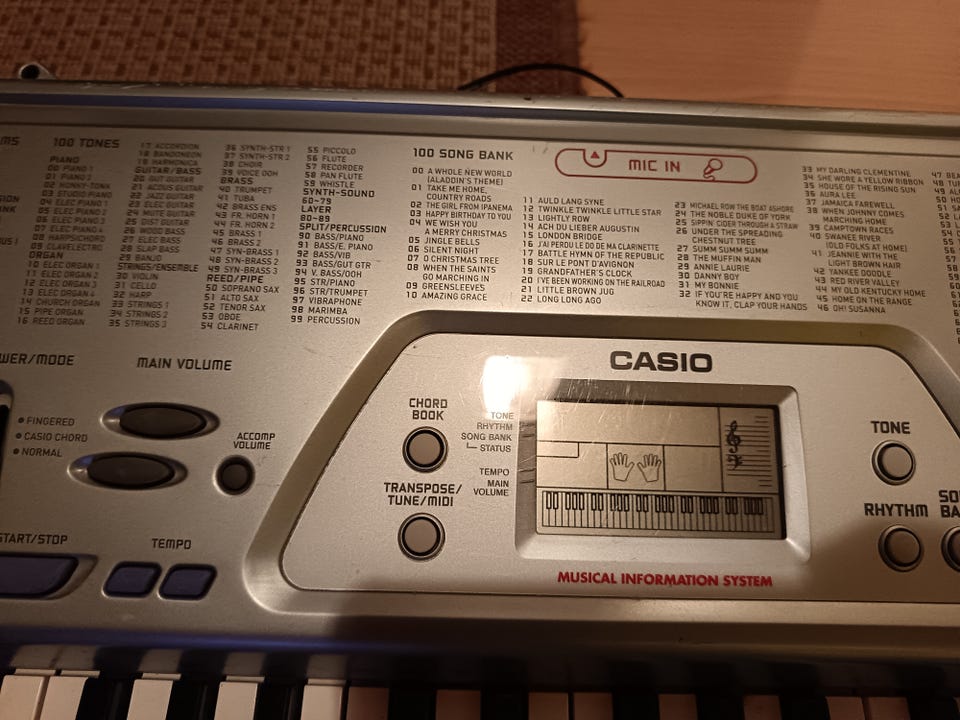 100 TONES
PIANO
00 PIANO 1
01 PIANO 2
02 HONKY-TONK
03 STUDIO PIANO
04 ELEC PIANO 1
05 ELEC PIANO 2
06 ELEC PIANO 3
07 ELEC PIANO 4
08 HARPSICHORD
09 CLAVI
ORGAN
10 ELEC ORGAN 1
11 ELEC ORGAN 2
12 ELEC ORGAN 3
13 ELEC ORGAN 4
14 CHURCH ORGAN
15 PIPE ORGAN
16 REED ORGAN
17 ACCORDION
18 BANDONEON
19 HARMONICA
GUITAR/BASS
20 GUT GUITAR
21 ACOUS GUITAR
22 JAZZ GUITAR
23 ELEC GUITAR
24 MUTE GUITAR
25 DIST GUITAR
26 WOOD BASS
27 ELEC BASS
28 SLAP BASS
29 BANJO
STRINGS/ENSEMBLE
30 VIOLIN
31 CELLO
32 HARP
33 STRINGS 1
34 STRINGS 2
35 STRINGS 3
36 SYNTH-STR 1
37 SYNTH-STR 2
38 CHOIR
39 VOICE OOH
BRASS
40 TRUMPET
41 TUBA
42 BRASS ENS
43 FR. HORN 1
44 FR. HORN 2
45 BRASS 1
46 BRASS 2
47 SYN-BRASS 1
48 SYN-BRASS 2
49 SYN-BRASS 3
REED/PIPE
50 SOPRANO SAX
51 ALTO SAX
52 TENOR SAX
53 OBOE
54 CLARINET
55 PICCOLO
56 FLUTE
57 RECORDER
58 PAN FLUTE
59 WHISTLE
SYNTH-SOUND
60~79
LAYER
80~89
SPLIT/PERCUSSION
90 BASS/PIANO
91 BASS/E. PIANO
92 BASS/VIB
93 BASS/GUT GTR
94 V. BASS/OOH
95 STR/PIANO
96 STR/TRUMPET
97 VIBRAPHONE
98 MARIMBA
99 PERCUSSION
100 SONG BANK
00 A WHOLE NEW WORLD
(ALADDIN'S THEME)
01 TAKE ME HOME,
COUNTRY ROADS
02 THE GIRL FROM IPANEMA
03 HAPPY BIRTHDAY TO YOU
04 WE WISH YOU
A MERRY CHRISTMAS
05 JINGLE BELLS
06 SILENT NIGHT
07 O CHRISTMAS TREE
08 WHEN THE SAINTS
GO MARCHING IN
09 GREENSLEEVES
10 AMAZING GRACE
MIC IN
11 AULD LANG SYNE
12 TWINKLE TWINKLE LITTLE STAR
13 LIGHTLY ROW
14 ACH DU LIEBER AUGUSTIN
15 LONDON BRIDGE
16 J'AI PERDU LE DO DE MA CLARINETTE
17 BATTLE HYMN OF THE REPUBLIC
18 SUR LE PONT D'AVIGNON
19 GRANDFATHER'S CLOCK
20 I'VE BEEN WORKING ON THE RAILROAD
21 LITTLE BROWN JUG
22 LONG LONG AGO
23 MICHAEL ROW THE BOAT ASHORE
24 THE NOBLE DUKE OF YORK
25 SIPPIN' CIDER THROUGH A STRAW
26 UNDER THE SPREADING
CHESTNUT TREE
27 SUMM SUMM SUMM
28 THE MUFFIN MAN
29 ANNIE LAURIE
30 DANNY BOY
31 MY BONNIE
32 IF YOU'RE HAPPY AND YOU
KNOW IT, CLAP YOUR HANDS
33 MY DARLING CLEMENTINE
34 SHE WORE A YELLOW RIBBON
35 HOUSE OF THE RISING SUN
36 AURA LEE
37 JAMAICA FAREWELL
38 WHEN JOHNNY COMES
MARCHING HOME
39 CAMPTOWN RACES
40 SWANEE RIVER
(OLD FOLKS AT HOME)
41 JEANNIE WITH THE
LIGHT BROWN HAIR
42 YANKEE DOODLE
43 RED RIVER VALLEY
44 MY OLD KENTUCKY HOME
45 HOME ON THE RANGE
46 OH! SUSANNA
MAIN VOLUME
FINGERED
CASIO CHORD
NORMAL
ACCOMP
VOLUME
START/STOP
TEMPO
CASIO
CHORD
BOOK
TRANSPOSE/
TUNE/MIDI
TONE
RHYTHM
SONG BANK
STATUS
TEMPO
MAIN
VOLUME
MUSICAL INFORMATION SYSTEM
TONE
RHYTHM